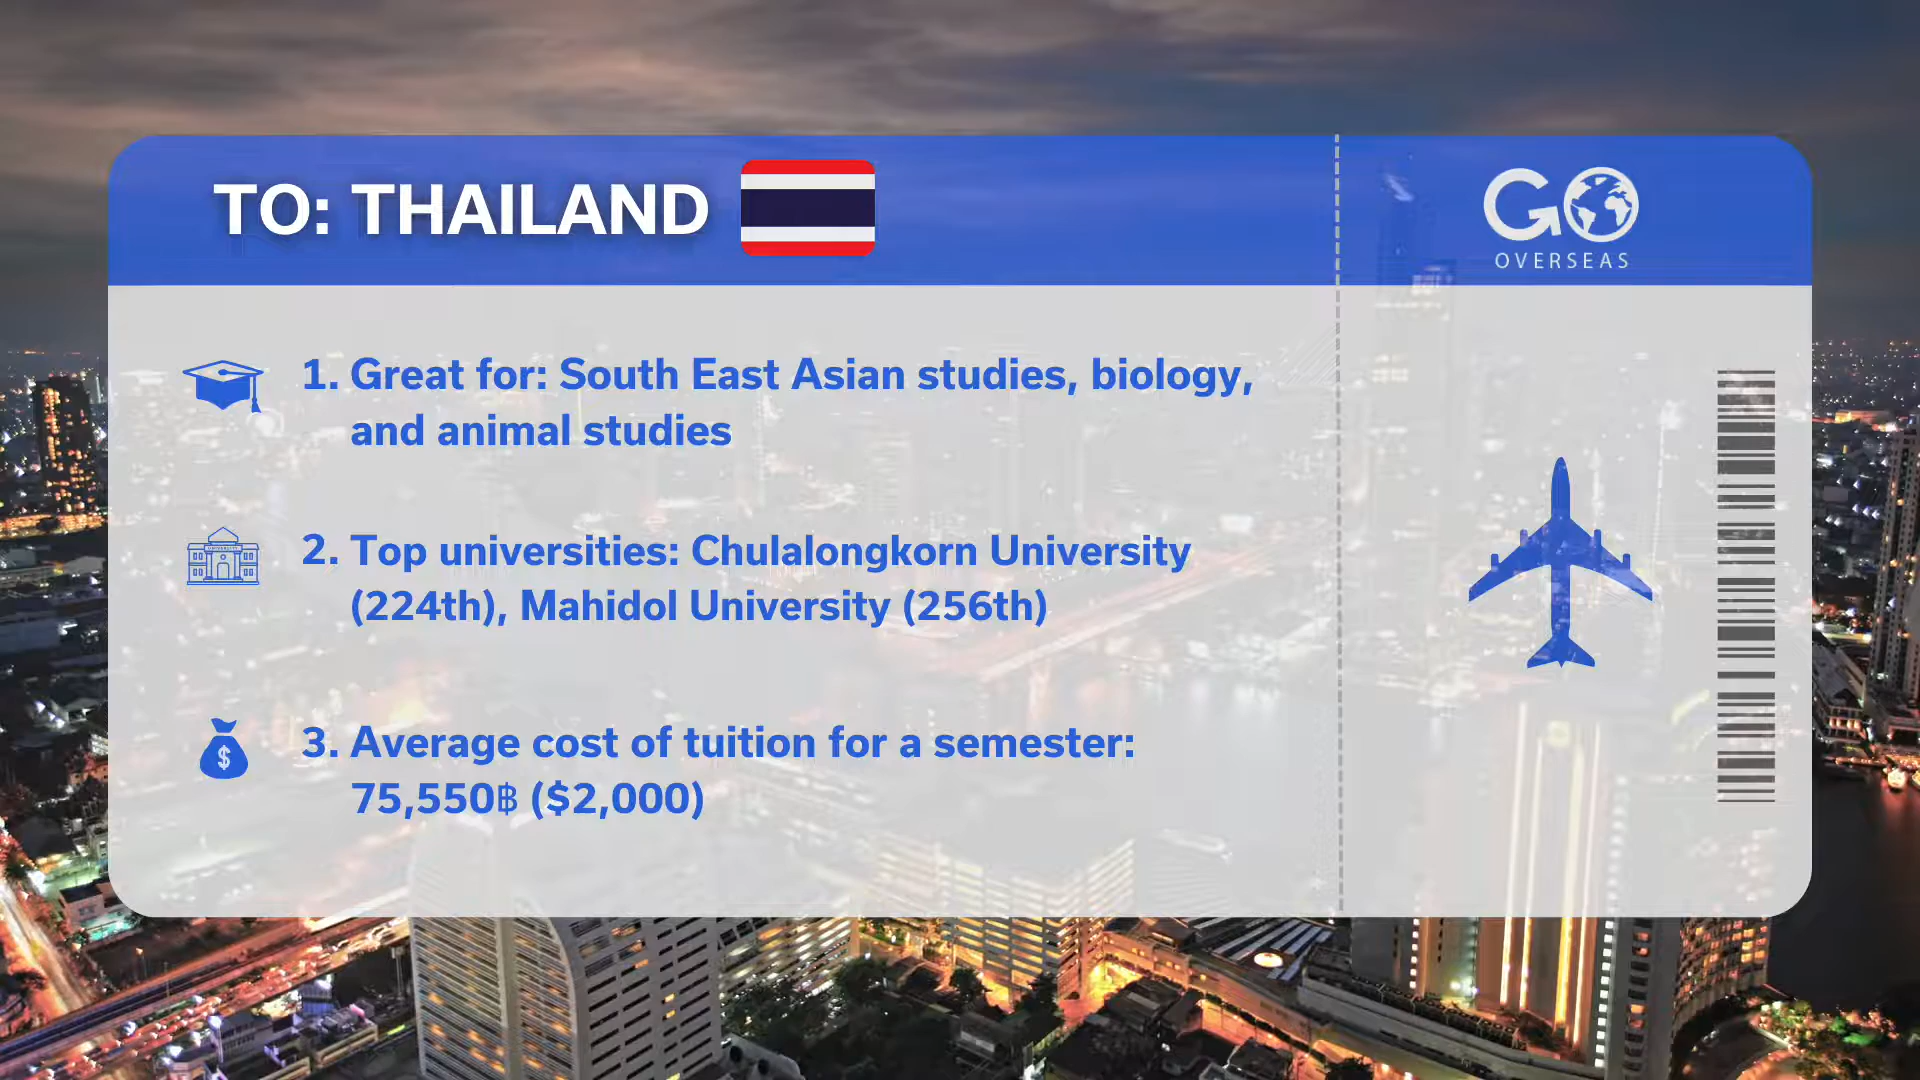 TO: THAILAND
GO
OVERSEAS
1. Great for: South East Asian studies, biology,
and animal studies
UNIVERSITY
2. Top universities: Chulalongkorn University
(224th), Mahidol University (256th)
$
3. Average cost of tuition for a semester:
75,550฿ ($2,000)